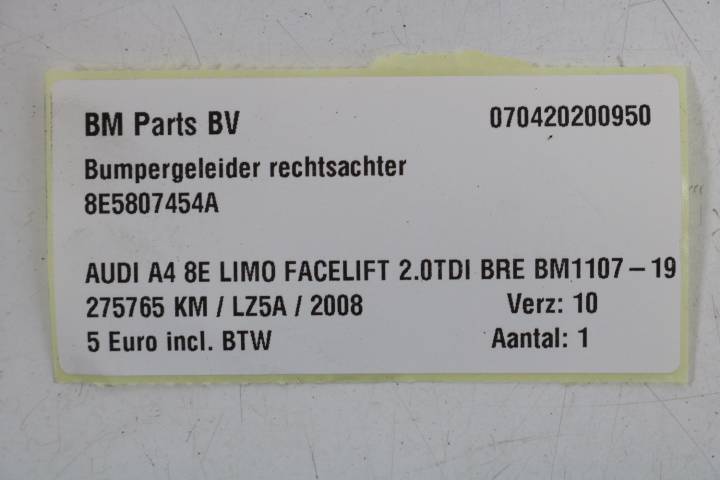 BM Parts BV 070420200950
Bumpergeleider rechtsachter
8E5807454A
AUDI A4 8E LIMO FACELIFT 2.0TDI BRE BM1107 – 19
275765 KM / LZ5A / 2008 Verz: 10
5 Euro incl. BTW Aantal: 1